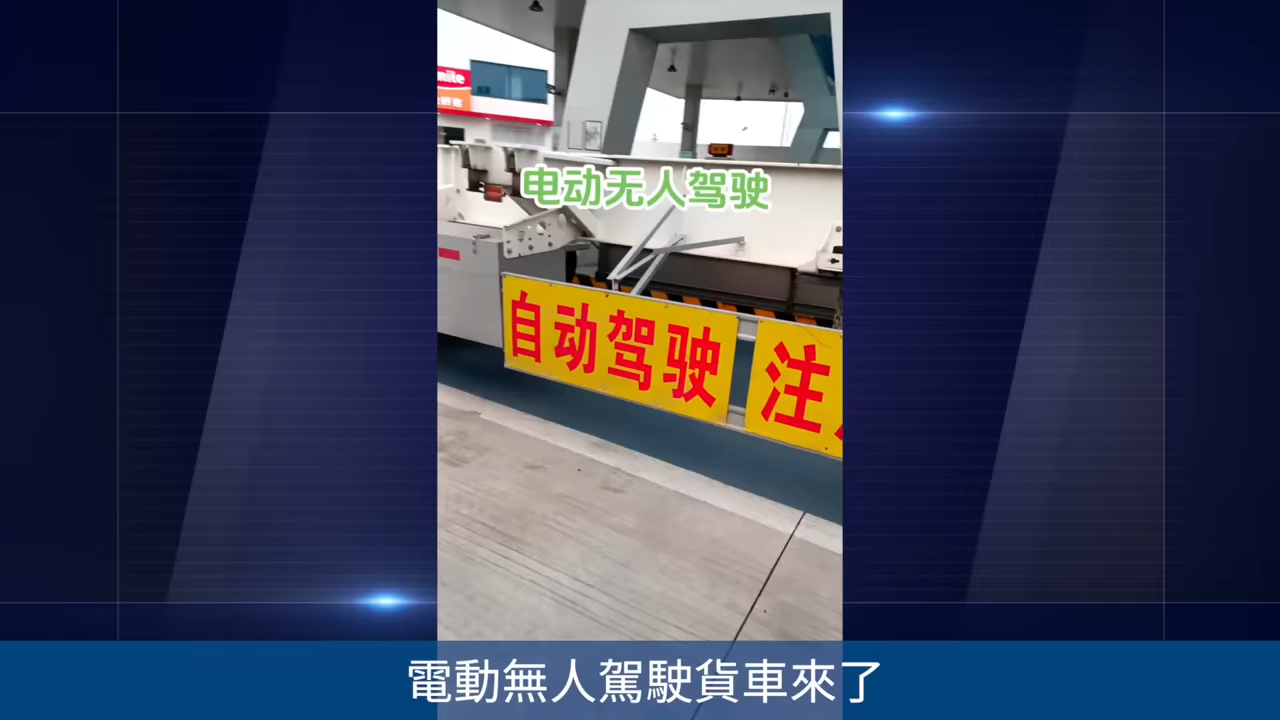 电动无人驾驶
自动驾驶
注
電動無人駕駛貨車來了